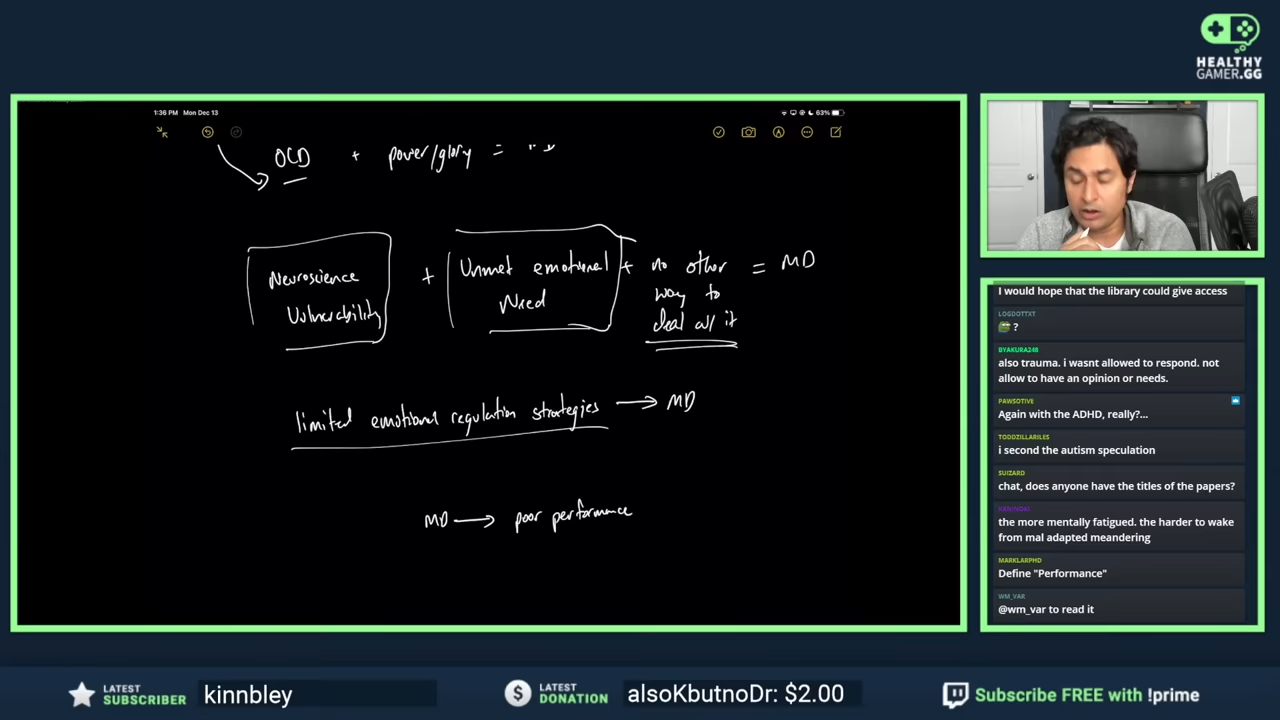 HEALTHY
GAMER.GG
1:36 PM Mon Dec 13
63%
OCD + power/glory =
Neuroscience
Vulnerability
+
Unmet emotional
Need
+
no other
way to
deal w/ it
= MD
limited emotional regulation strategies → MD
MD → poor performance
I would hope that the library could give access
LOGDOTTXT
?
BYAKURA248
also trauma. i wasnt allowed to respond. not
allow to have an opinion or needs.
PAWSOTIVE
Again with the ADHD, really?...
TODDZILLARILES
i second the autism speculation
SUIZARD
chat, does anyone have the titles of the papers?
the more mentally fatigued. the harder to wake
from mal adapted meandering
MARKLARPHD
Define "Performance"
WM_VAR
@wm_var to read it
LATEST
SUBSCRIBER
kinnbley
$
LATEST
DONATION
alsoKbutnoDr: $2.00
Subscribe FREE with !prime